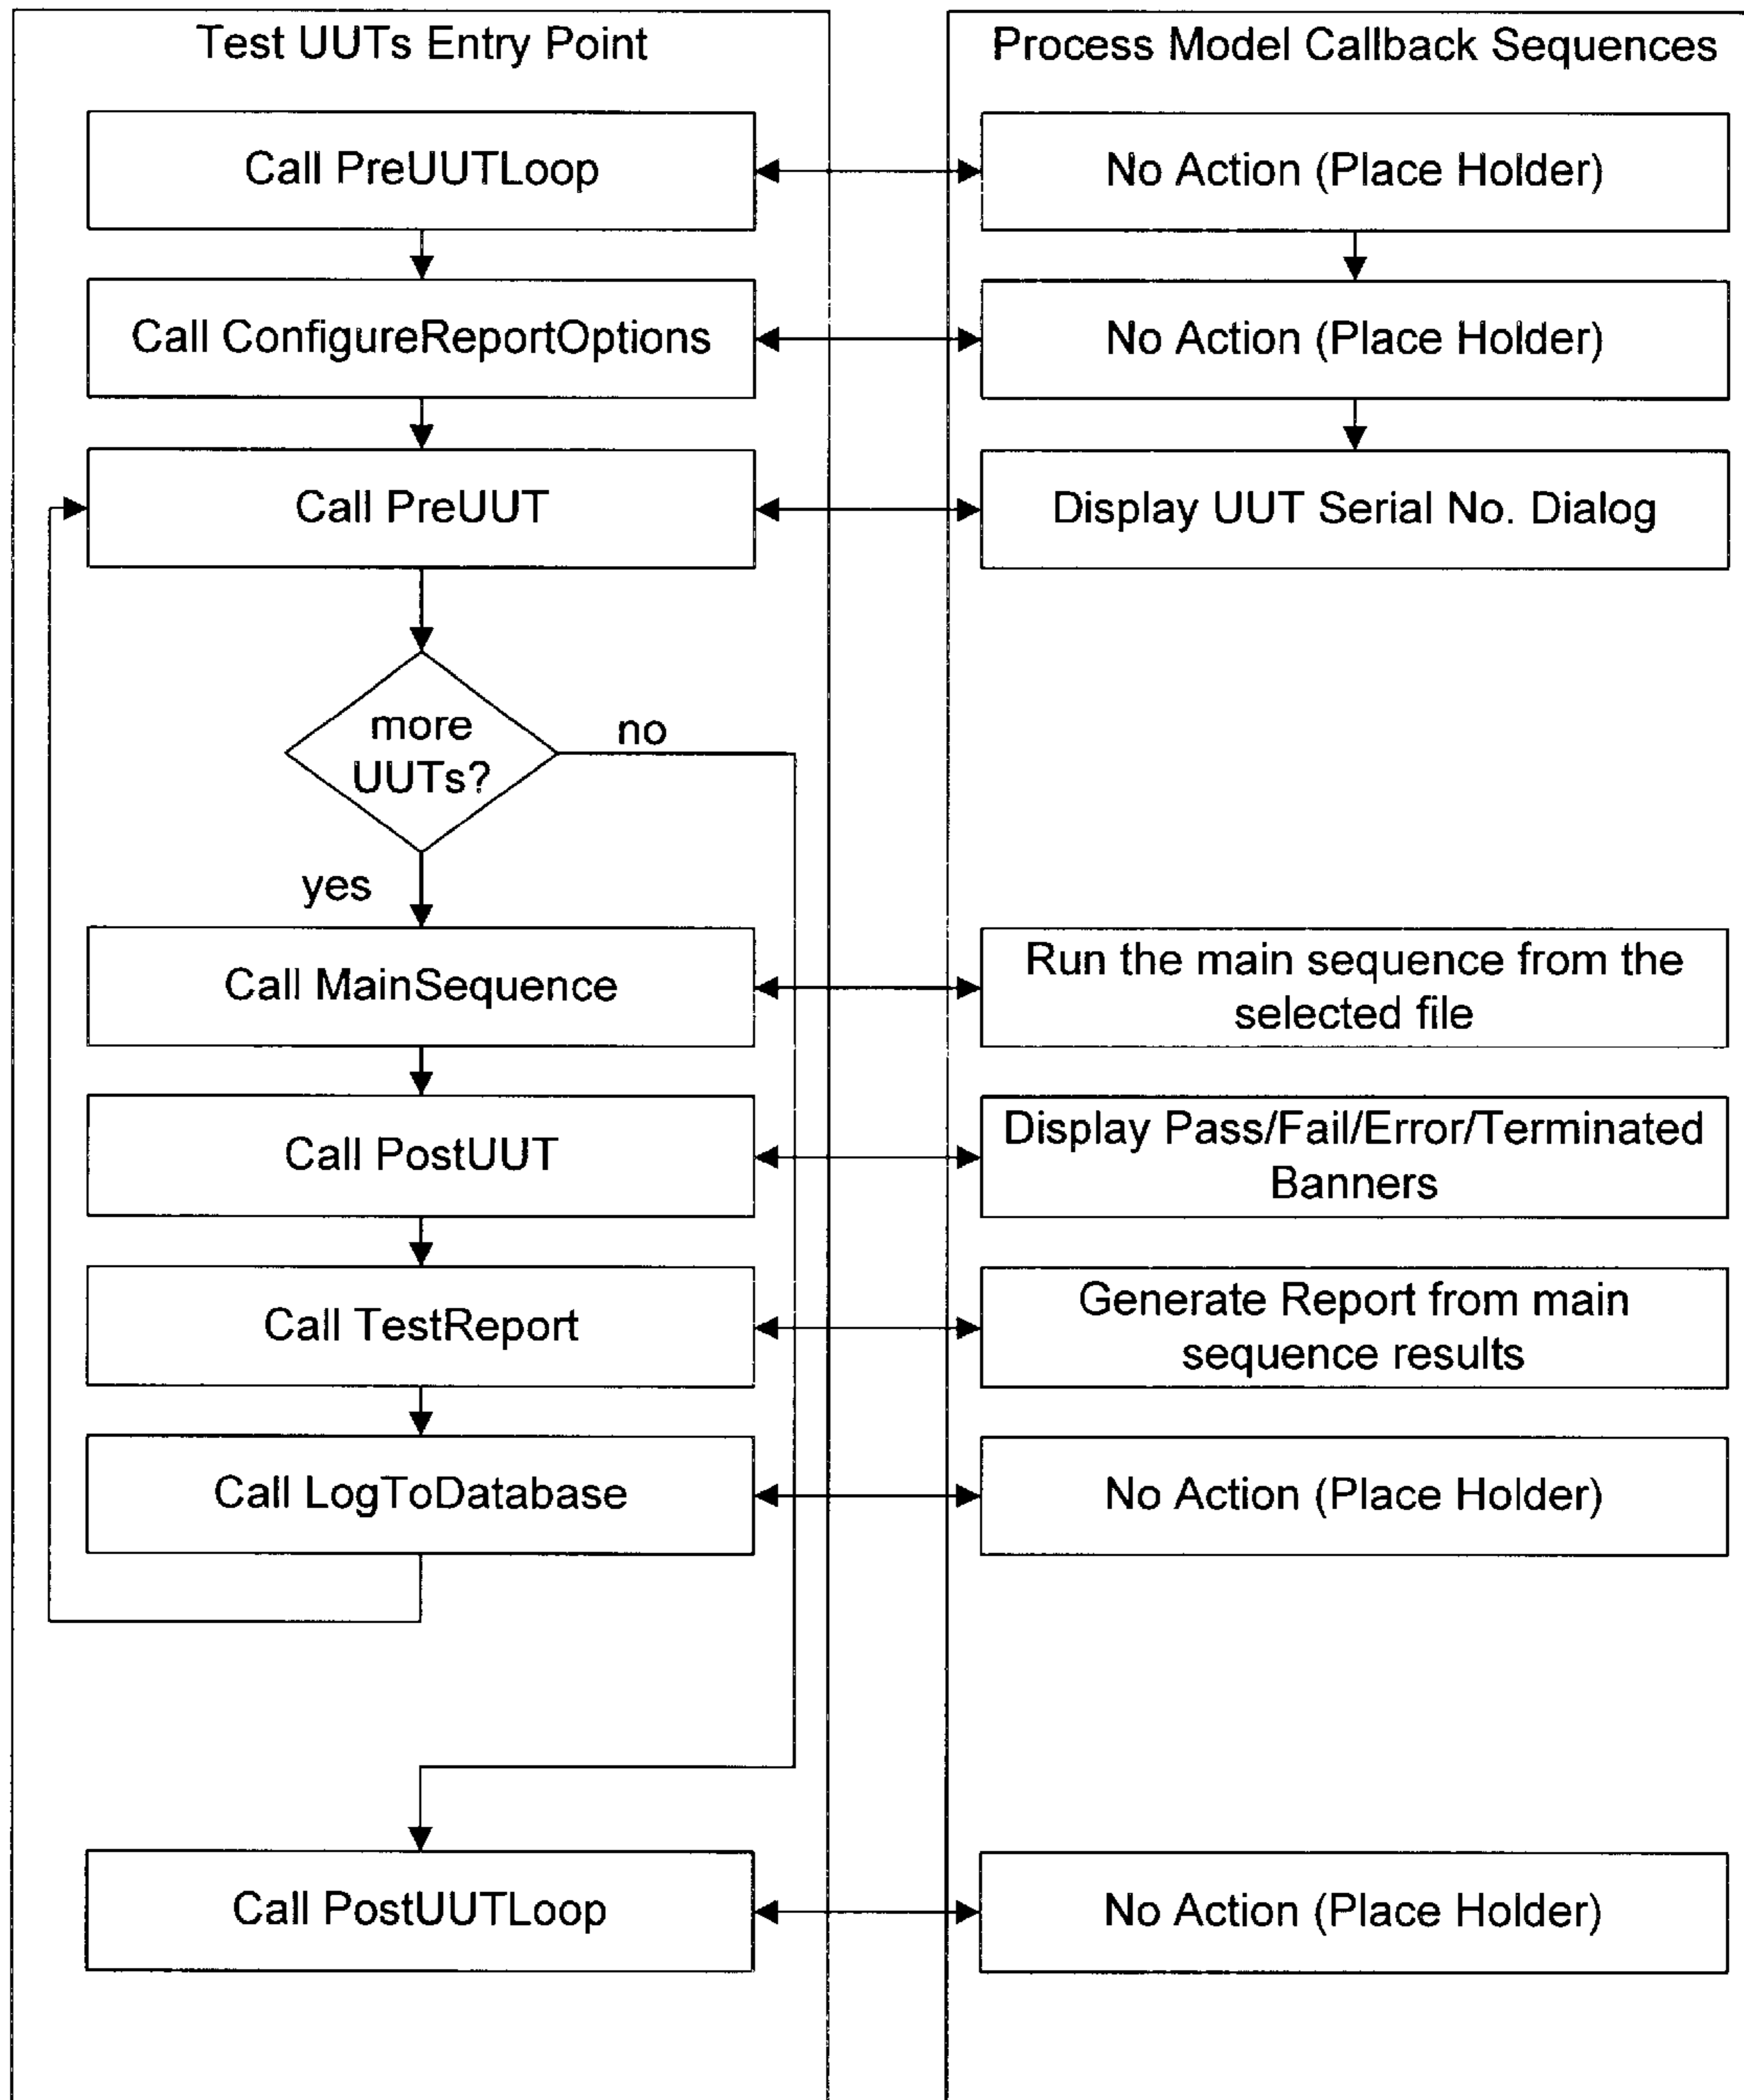 Test UUTs Entry Point
Process Model Callback Sequences
Call PreUUTLoop
No Action (Place Holder)
Call ConfigureReportOptions
No Action (Place Holder)
Call PreUUT
Display UUT Serial No. Dialog
more
UUTs?
no
yes
Call MainSequence
Run the main sequence from the
selected file
Call PostUUT
Display Pass/Fail/Error/Terminated
Banners
Call TestReport
Generate Report from main
sequence results
Call LogToDatabase
No Action (Place Holder)
Call PostUUTLoop
No Action (Place Holder)